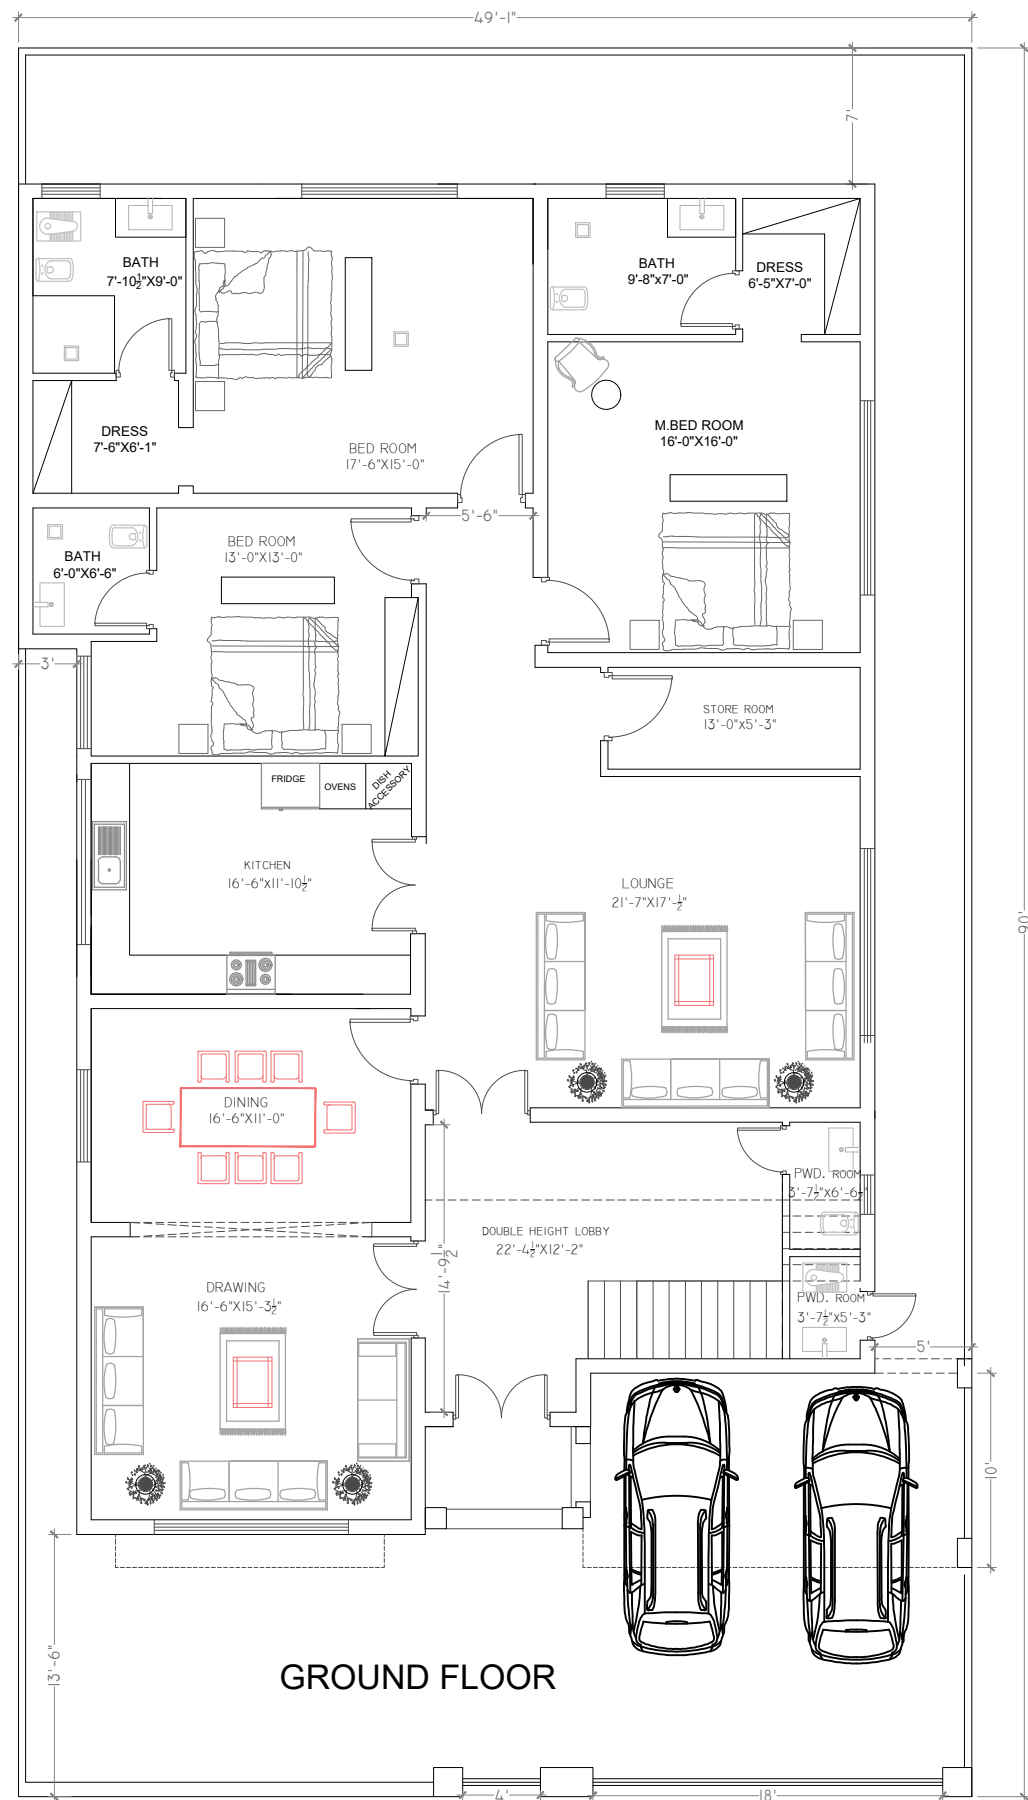 49'-1"
7'
BATH
7'-10½"X9'-0"
BATH
9'-8"x7'-0"
DRESS
6'-5"X7'-0"
DRESS
7'-6"X6'-1"
BED ROOM
17'-6"X15'-0"
M.BED ROOM
16'-0"X16'-0"
5'-6"
BED ROOM
13'-0"X13'-0"
BATH
6'-0"X6'-6"
3'
STORE ROOM
13'-0"X5'-3"
FRIDGE
OVENS
DISH
ACCESSORY
KITCHEN
16'-6"x11'-10½"
LOUNGE
21'-7"X17'-½"
90'
DINING
16'-6"X11'-0"
PWD. ROOM
3'-7½"x6'-6½"
DOUBLE HEIGHT LOBBY
22'-4½"X12'-2"
14'-9½"
DRAWING
16'-6"X15'-3½"
PWD. ROOM
3'-7½"x5'-3"
5'
10'
13'-6"
GROUND FLOOR
4'
18'